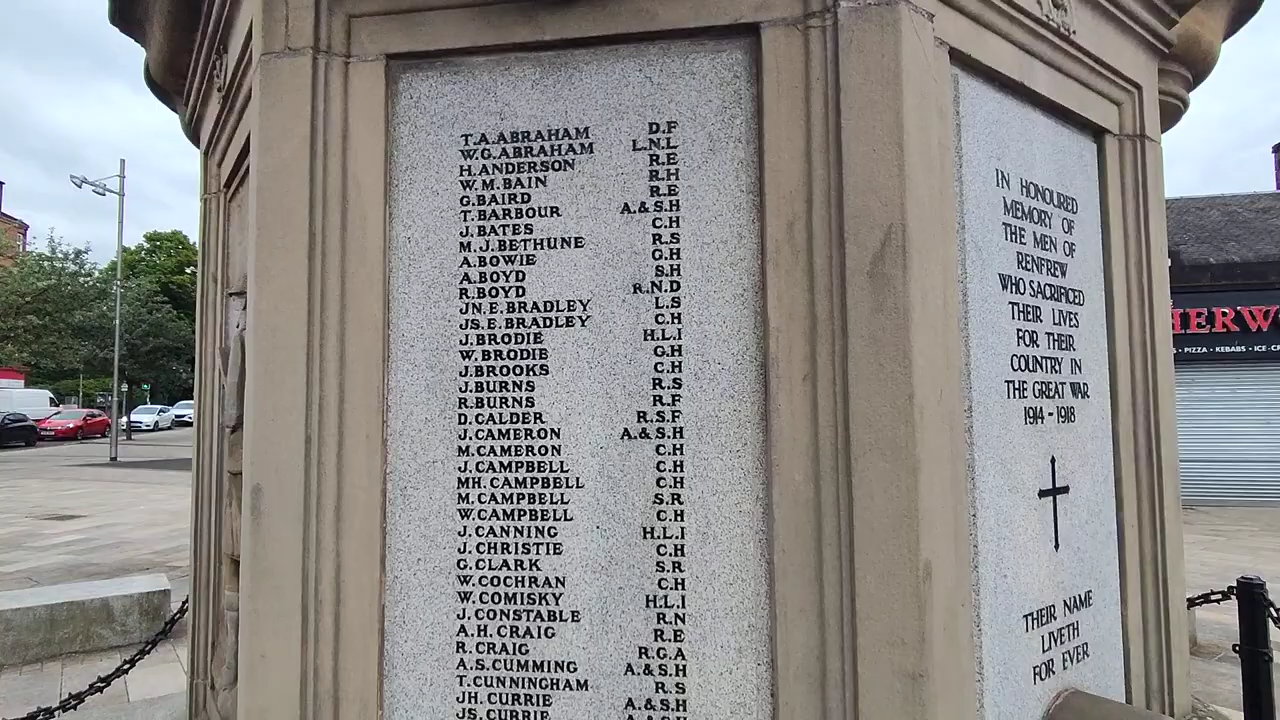 T.A.ABRAHAM D.F
W.G.ABRAHAM L.N.L
H.ANDERSON R.E
W.M.BAIN R.H
G.BAIRD R.E
T.BARBOUR A.&S.H
J.BATES C.H
M.J.BETHUNE R.S
A.BOWIE G.H
A.BOYD S.H
R.BOYD R.N.D
JN.E.BRADLEY L.S
JS.E.BRADLEY C.H
J.BRODIE H.L.I
W.BRODIE G.H
J.BROOKS C.H
J.BURNS R.S
R.BURNS R.F
D.CALDER R.S.F
J.CAMERON A.&S.H
M.CAMERON C.H
J.CAMPBELL C.H
MH.CAMPBELL C.H
M.CAMPBELL S.R
W.CAMPBELL C.H
J.CANNING H.L.I
J.CHRISTIE C.H
G.CLARK S.R
W.COCHRAN C.H
W.COMISKY H.L.I
J.CONSTABLE R.N
A.H.CRAIG R.E
R.CRAIG R.G.A
A.S.CUMMING A.&S.H
T.CUNNINGHAM R.S
JH.CURRIE A.&S.H
JS.CURRIE A.&S.H
IN HONOURED
MEMORY OF
THE MEN OF
RENFREW
WHO SACRIFICED
THEIR LIVES
FOR THEIR
COUNTRY IN
THE GREAT WAR
1914-1918
THEIR NAME
LIVETH
FOR EVER
HERW
PIZZA • KEBABS • ICE-C